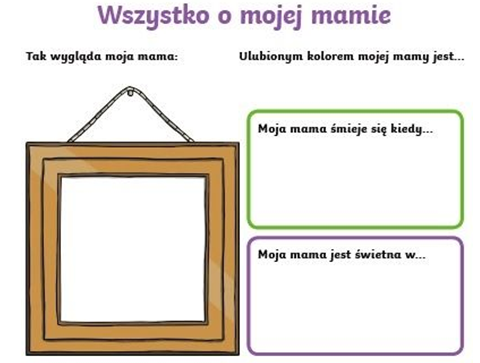 Wszystko o mojej mamie
Tak wygląda moja mama:
Ulubionym kolorem mojej mamy jest...
Moja mama śmieje się kiedy...
Moja mama jest świetna w...